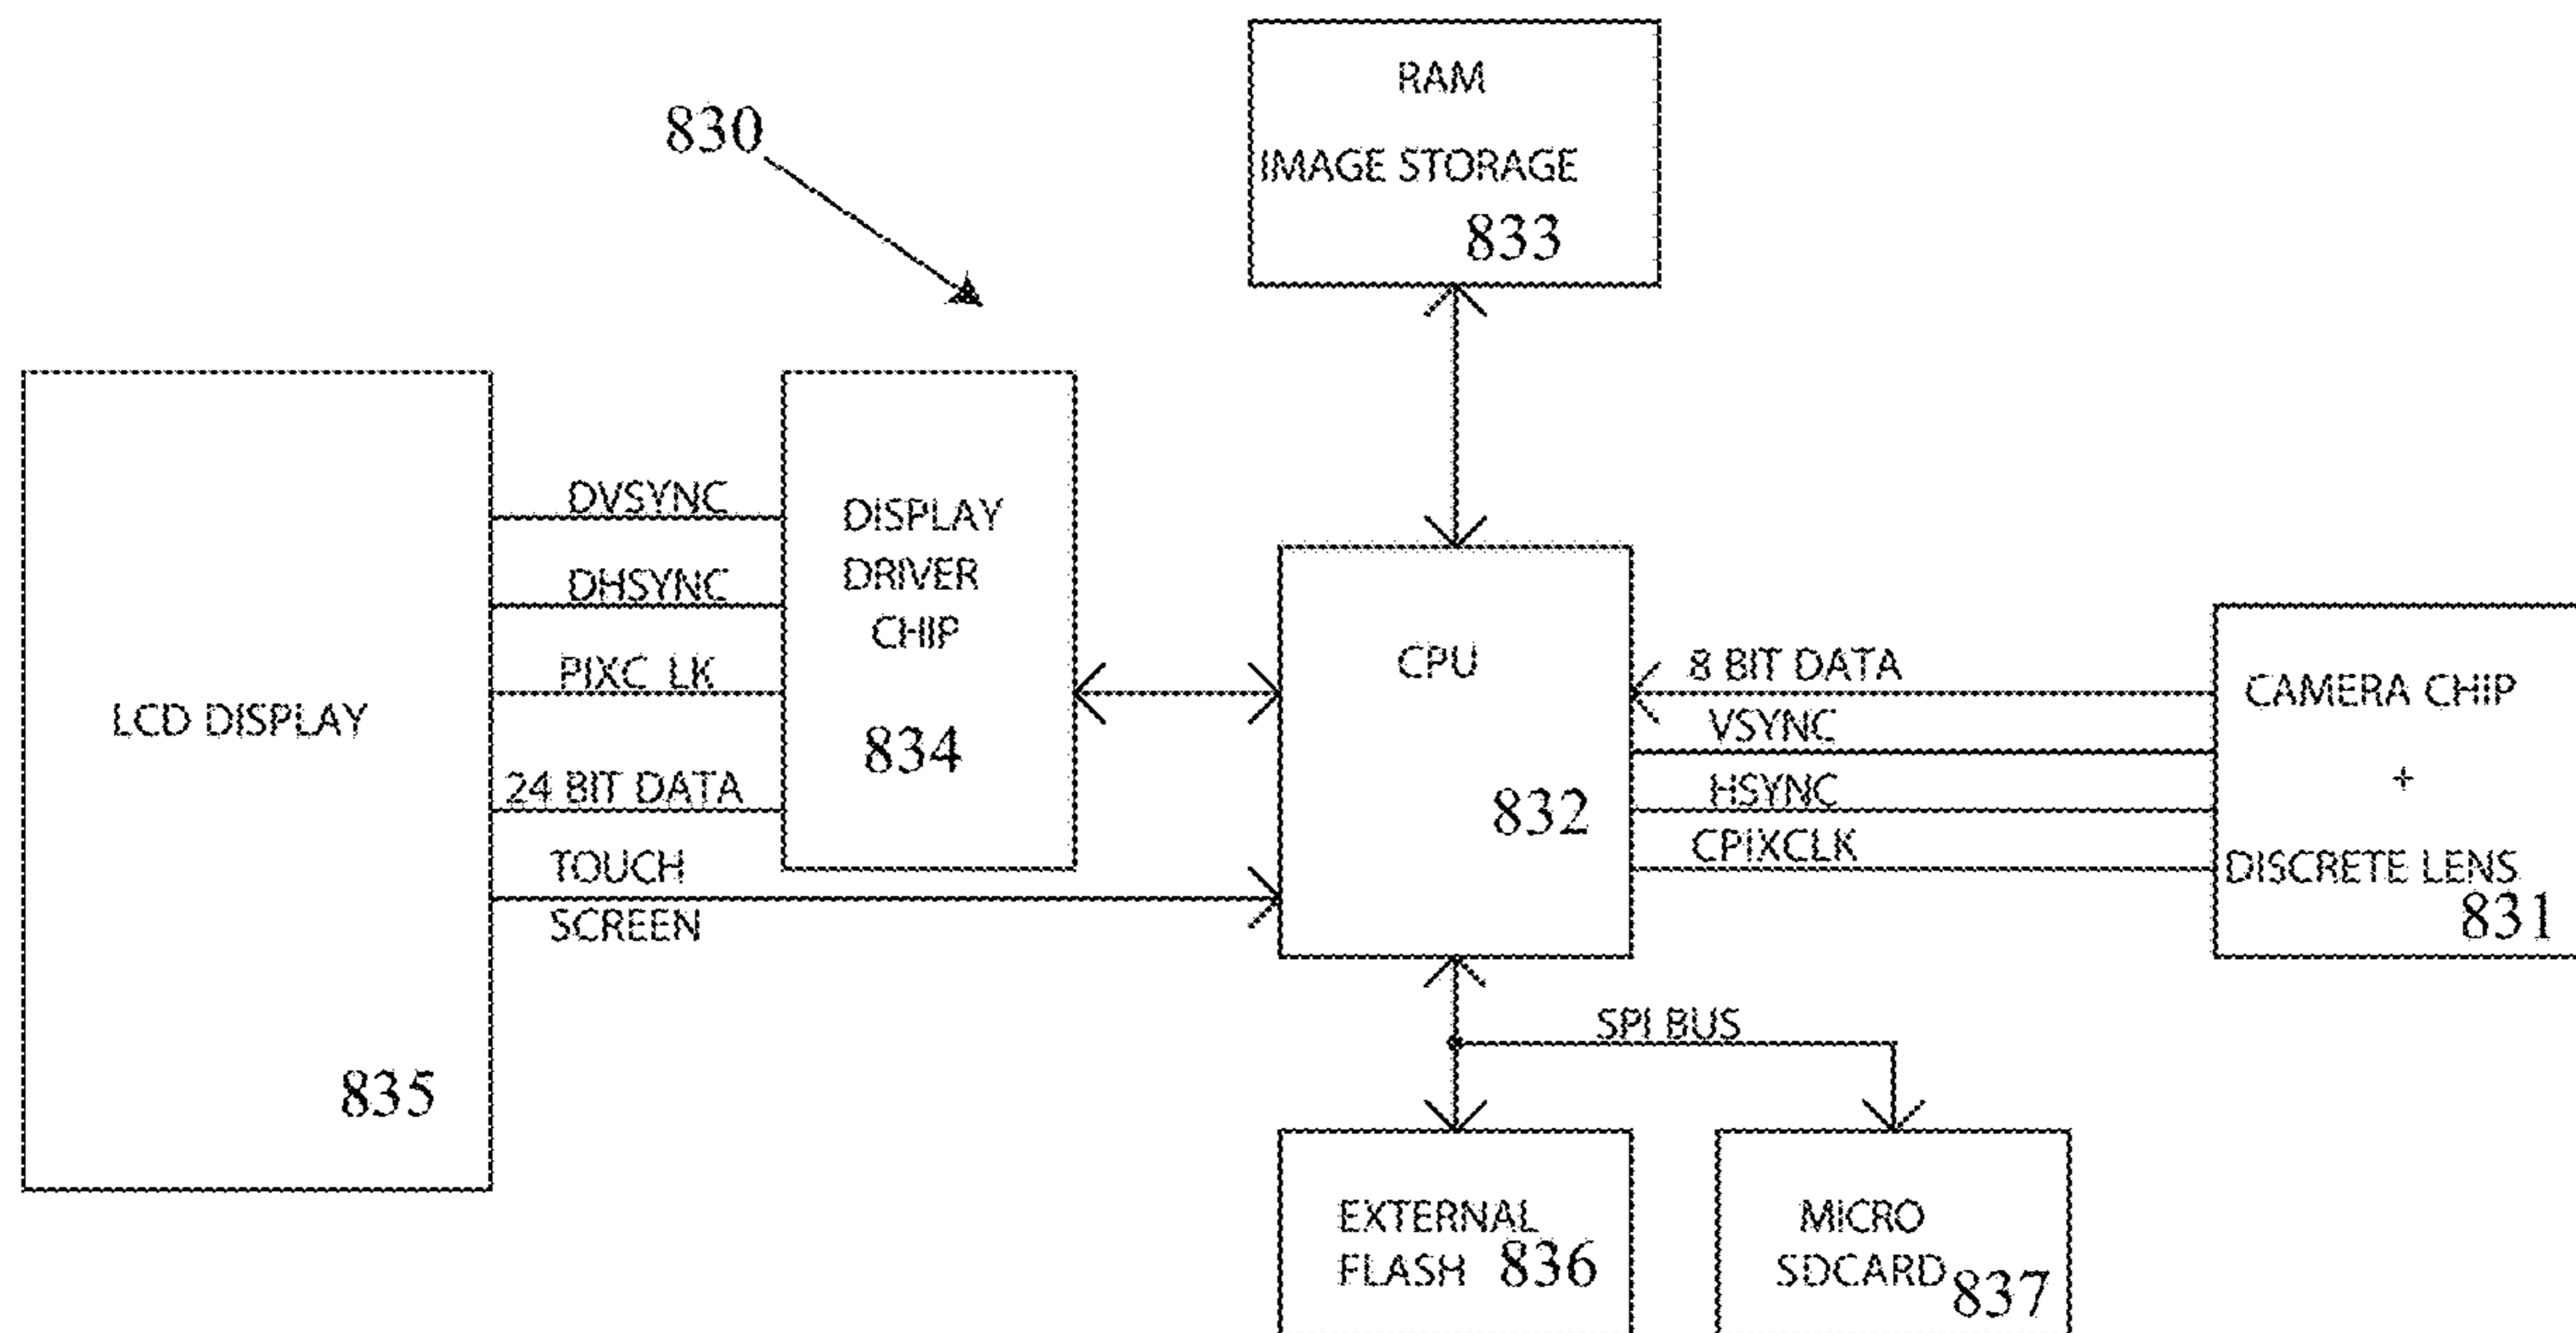 RAM
IMAGE STORAGE
833
830
LCD DISPLAY
835
DVSYNC
DHSYNC
PIXC LK
24 BIT DATA
TOUCH
SCREEN
DISPLAY
DRIVER
CHIP
834
CPU
832
8 BIT DATA
VSYNC
HSYNC
CPIXCLK
CAMERA CHIP
+
DISCRETE LENS
831
SPI BUS
EXTERNAL
FLASH 836
MICRO
SDCARD 837